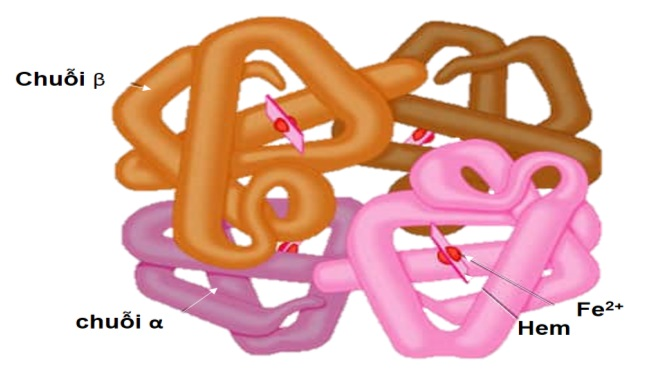 Chuỗi β
chuỗi α
Fe²⁺
Hem